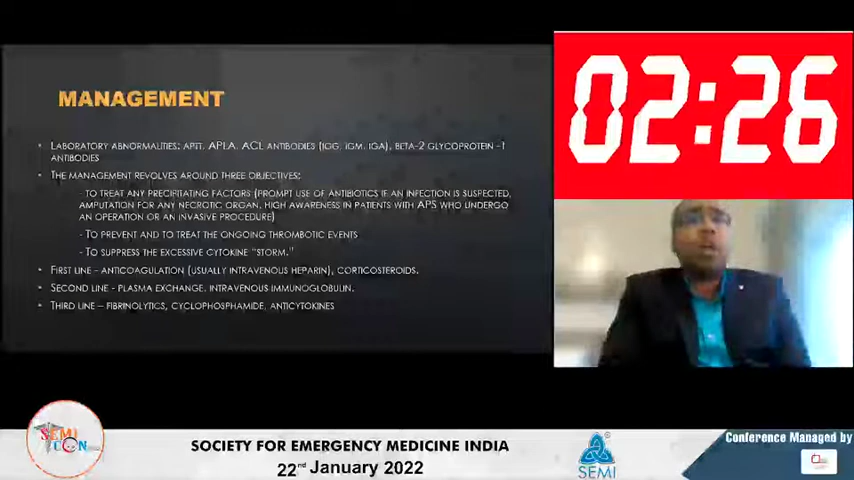 MANAGEMENT
• LABORATORY ABNORMALITIES: APTT, APLA, ACL ANTIBODIES (IGG, IGM, IGA), BETA-2 GLYCOPROTEIN -1
ANTIBODIES
• THE MANAGEMENT REVOLVES AROUND THREE OBJECTIVES:
- TO TREAT ANY PRECIPITATING FACTORS (PROMPT USE OF ANTIBIOTICS IF AN INFECTION IS SUSPECTED,
AMPUTATION FOR ANY NECROTIC ORGAN, HIGH AWARENESS IN PATIENTS WITH APS WHO UNDERGO
AN OPERATION OR AN INVASIVE PROCEDURE)
- TO PREVENT AND TO TREAT THE ONGOING THROMBOTIC EVENTS
- TO SUPPRESS THE EXCESSIVE CYTOKINE "STORM."
• FIRST LINE - ANTICOAGULATION (USUALLY INTRAVENOUS HEPARIN), CORTICOSTEROIDS.
• SECOND LINE - PLASMA EXCHANGE, INTRAVENOUS IMMUNOGLOBULIN.
• THIRD LINE – FIBRINOLYTICS, CYCLOPHOSPHAMIDE, ANTICYTOKINES
02:26
SEMI
CON
SOCIETY FOR EMERGENCY MEDICINE INDIA
22nd January 2022
SEMI
Conference Managed by